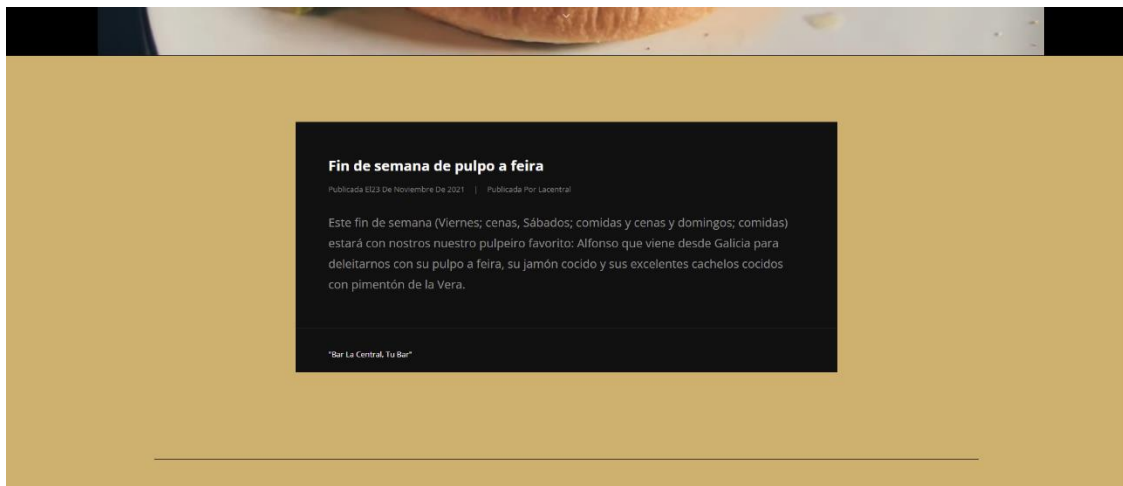 Fin de semana de pulpo a feira
Publicada El23 De Noviembre De 2021 | Publicada Por Lacentral
Este fin de semana (Viernes; cenas, Sábados; comidas y cenas y domingos; comidas)
estará con nostros nuestro pulpeiro favorito: Alfonso que viene desde Galicia para
deleitarnos con su pulpo a feira, su jamón cocido y sus excelentes cachelos cocidos
con pimentón de la Vera.
"Bar La Central, Tu Bar"